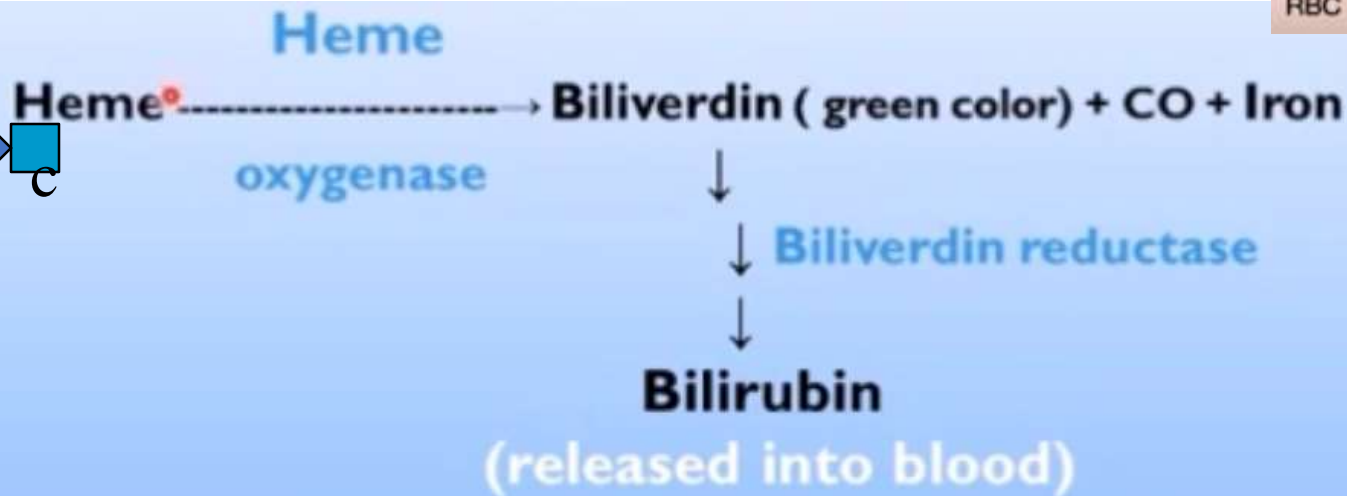 RBC
Heme
Heme----------------------→ Biliverdin ( green color) + CO + Iron
C
oxygenase
↓
↓ Biliverdin reductase
↓
Bilirubin
(released into blood)